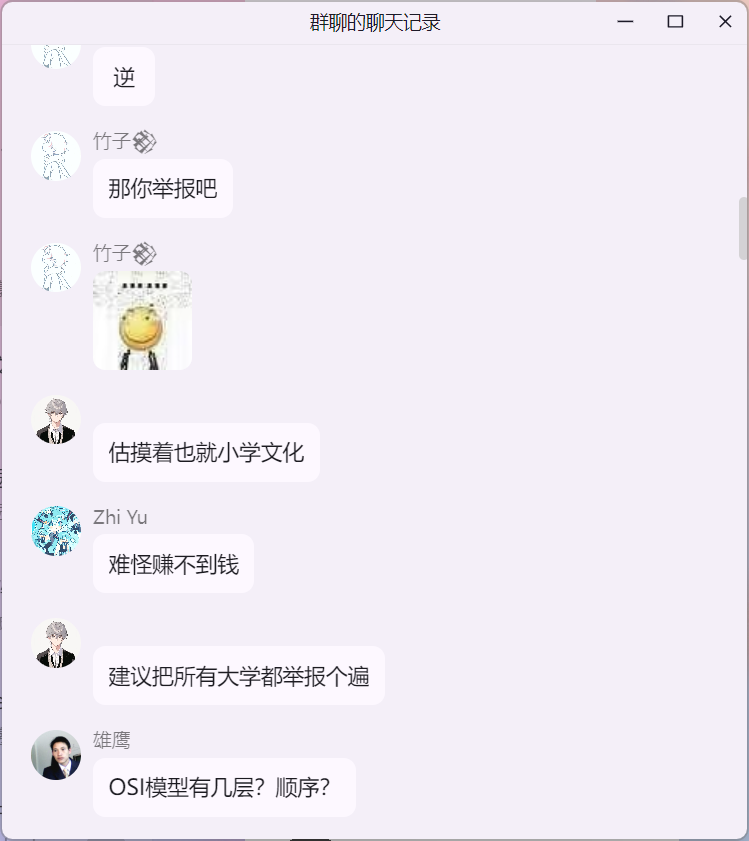 群聊的聊天记录
逆
竹子
那你举报吧
竹子
估摸着也就小学文化
Zhi Yu
难怪赚不到钱
建议把所有大学都举报个遍
雄鹰
OSI模型有几层？顺序？